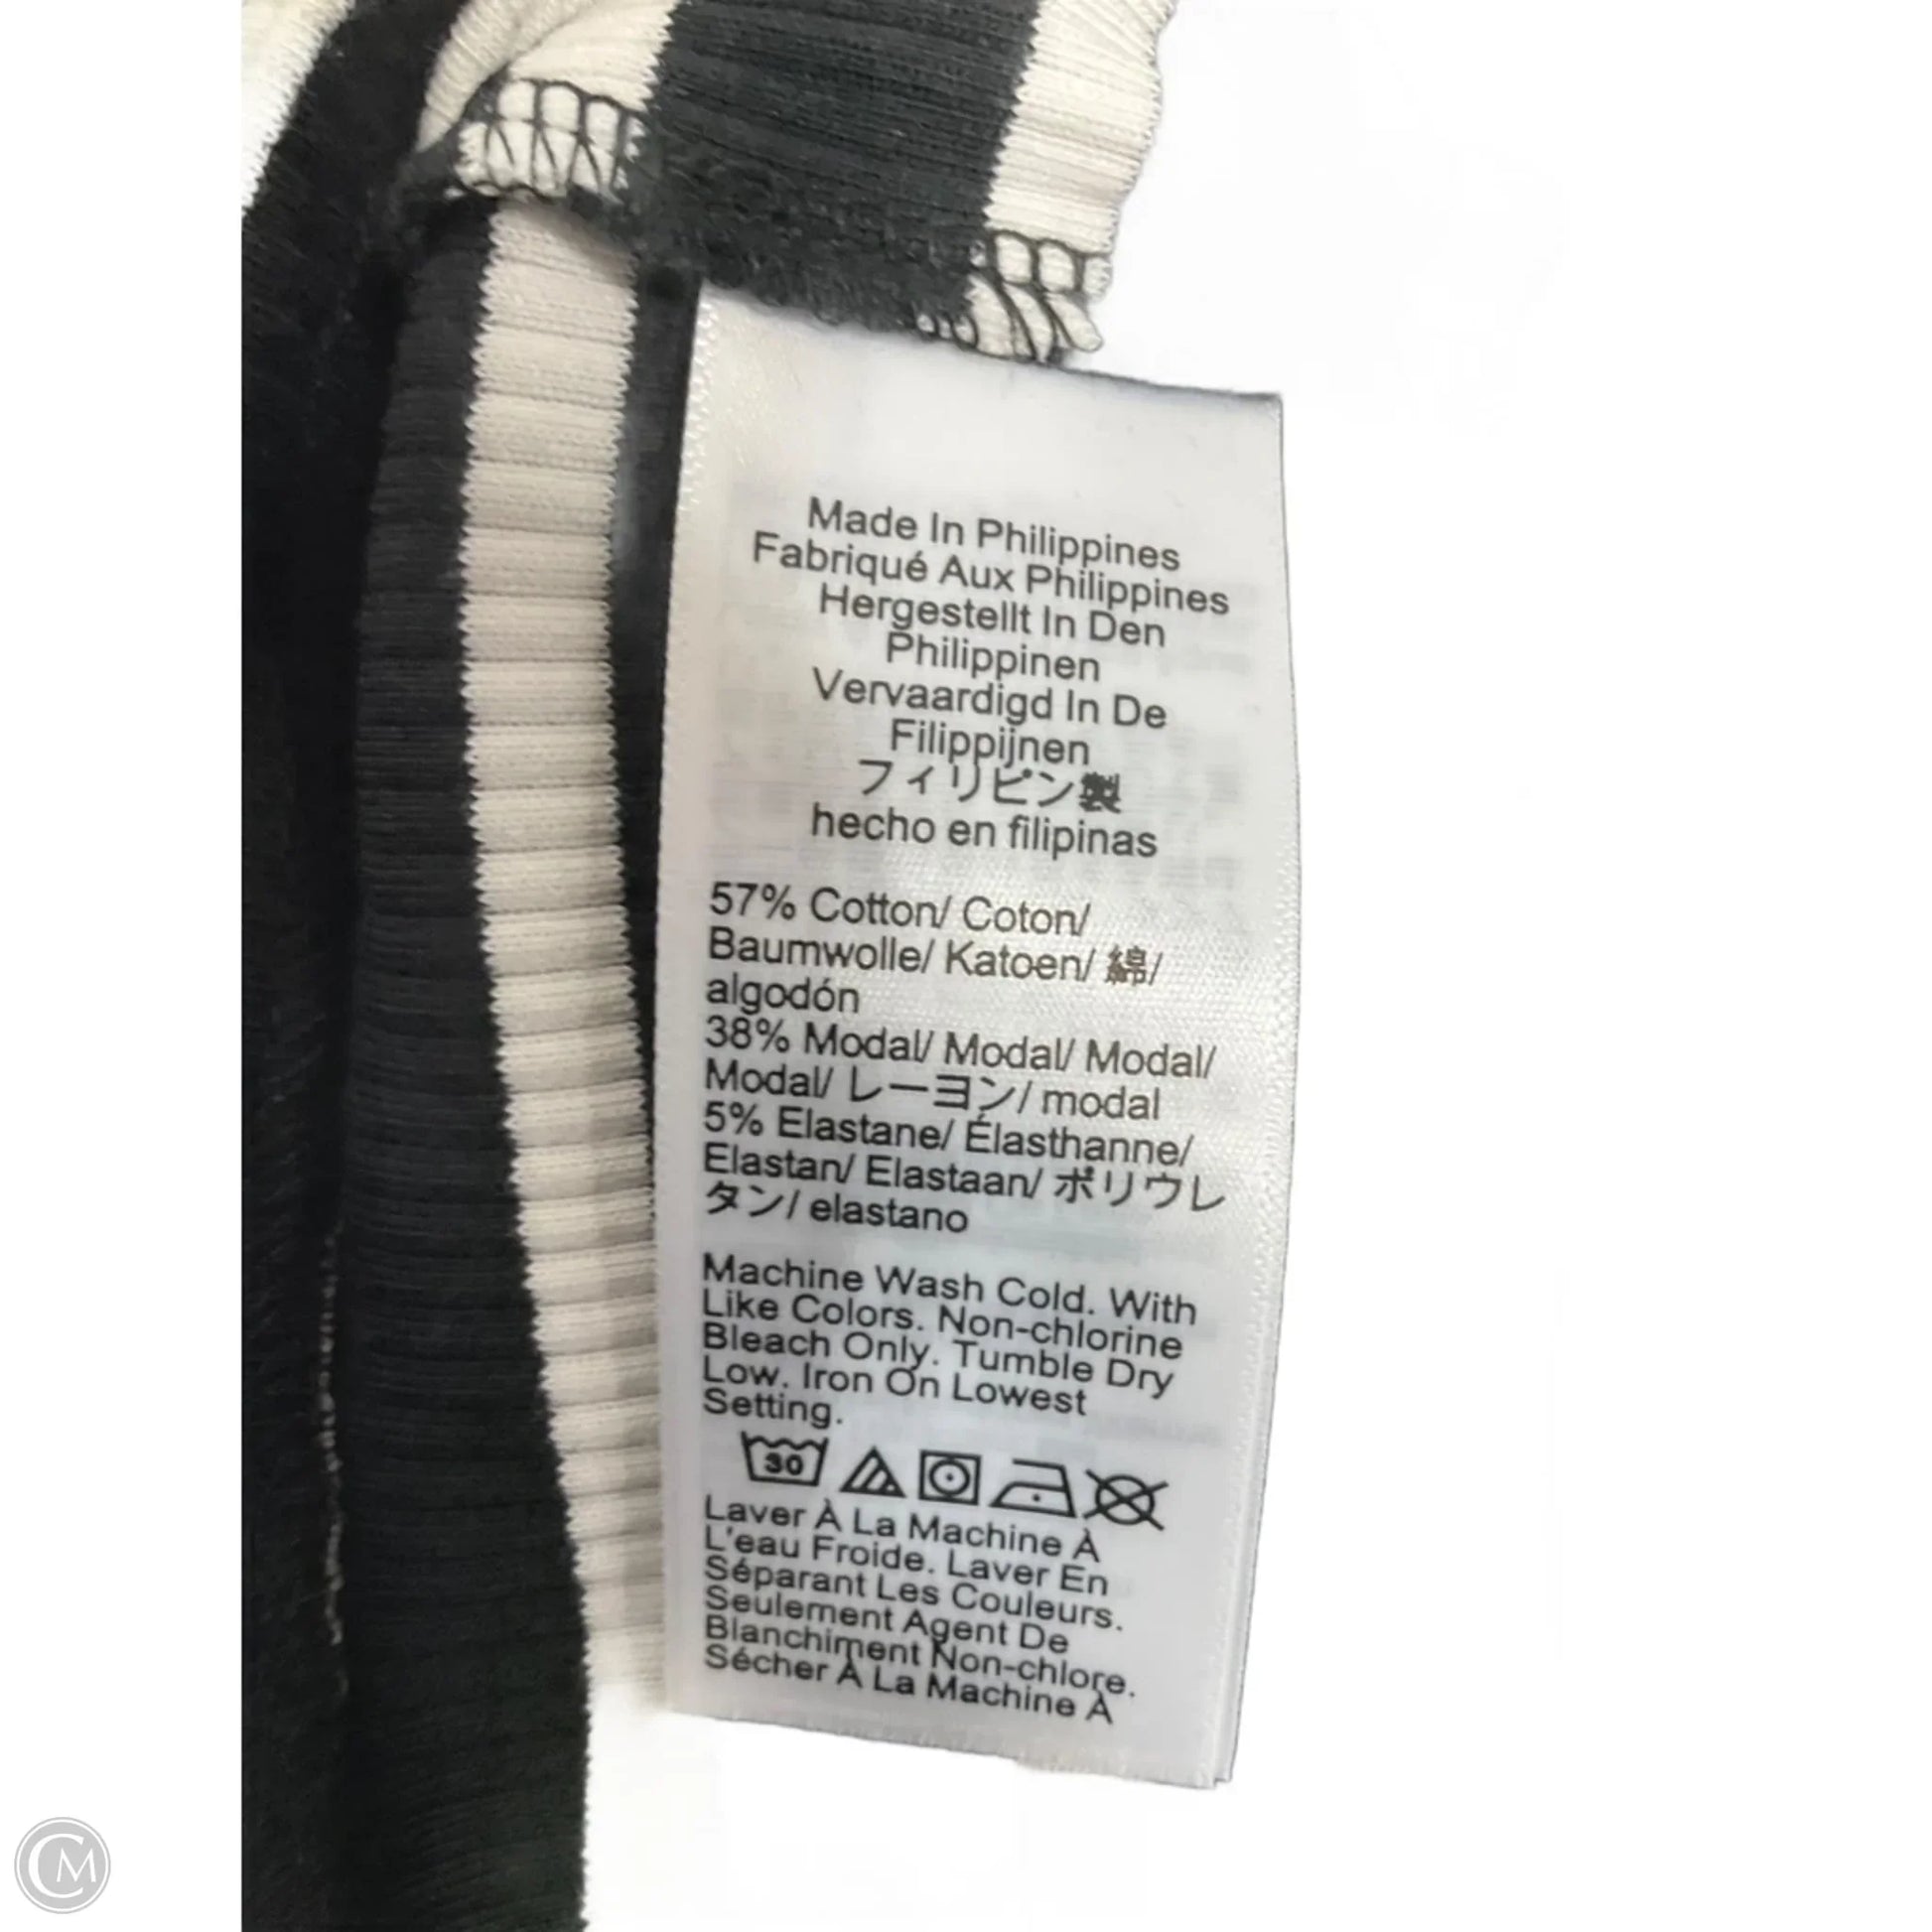 Made In Philippines
Fabriqué Aux Philippines
Hergestellt In Den
Philippinen
Vervaardigd In De
Filippijnen
フィリピン製
hecho en filipinas
57% Cotton/ Coton/
Baumwolle/ Katoen/ 綿/
algodón
38% Modal/ Modal/ Modal/
Modal/ レーヨン/ modal
5% Elastane/ Élasthanne/
Elastan/ Elastaan/ ポリウレ
タン/ elastano
Machine Wash Cold. With
Like Colors. Non-chlorine
Bleach Only. Tumble Dry
Low. Iron On Lowest
Setting.
30
Laver À La Machine À
L'eau Froide. Laver En
Séparant Les Couleurs.
Seulement Agent De
Blanchiment Non-chlore.
Sécher À La Machine À
CM